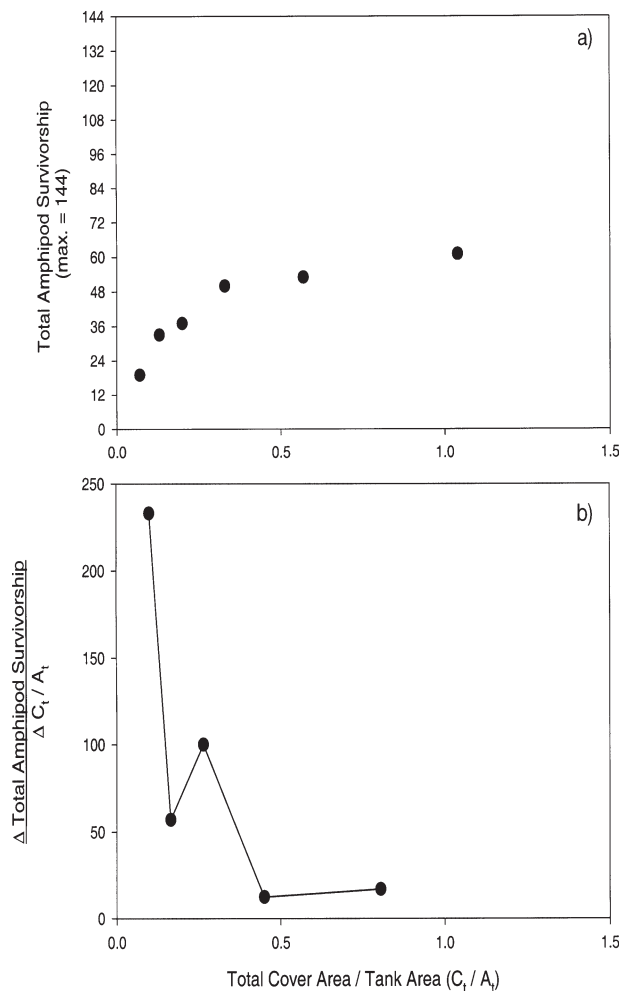 144
132
120
108
96
84
72
60
48
36
24
12
0
Total Amphipod Survivorship
(max. = 144)
a)
0.0 0.5 1.0 1.5
250
200
150
100
50
0
Δ Total Amphipod Survivorship
Δ Cₜ / Aₜ
b)
0.0 0.5 1.0 1.5
Total Cover Area / Tank Area (Cₜ / Aₜ)